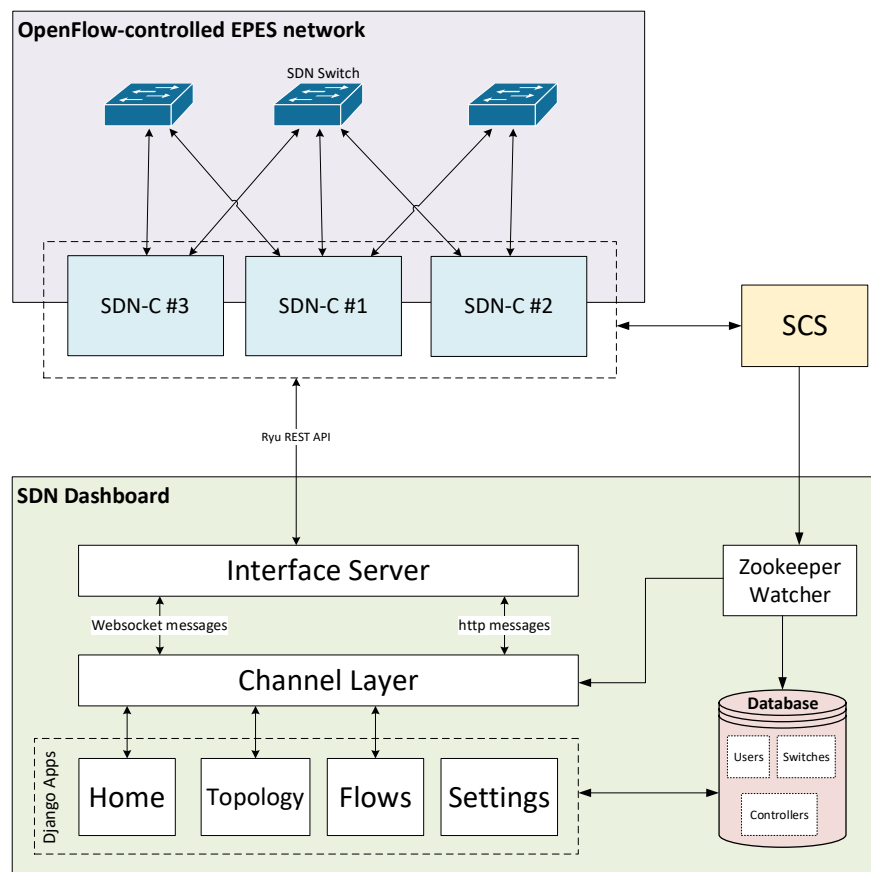 OpenFlow-controlled EPES network
SDN Switch
SDN-C #3
SDN-C #1
SDN-C #2
SCS
Ryu REST API
SDN Dashboard
Interface Server
Zookeeper
Watcher
Websocket messages
http messages
Channel Layer
Database
Users
Switches
Controllers
Django Apps
Home
Topology
Flows
Settings